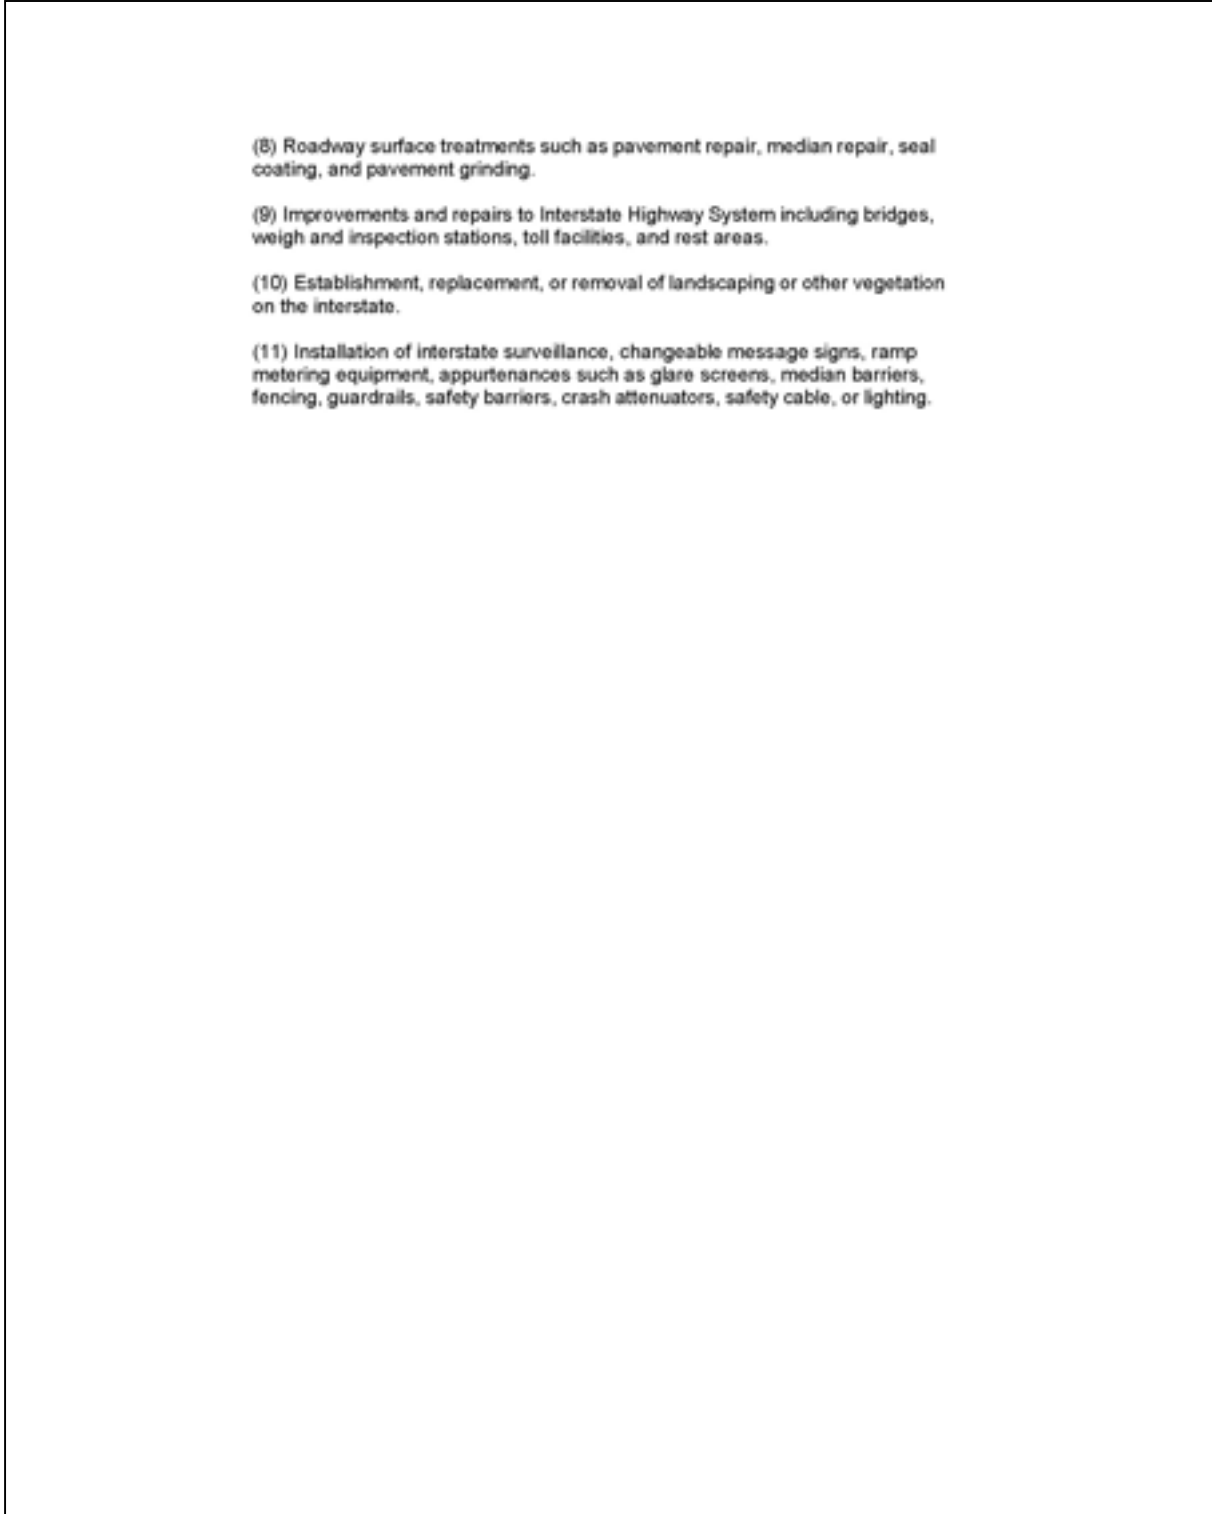 (8) Roadway surface treatments such as pavement repair, median repair, seal
coating, and pavement grinding.
(9) Improvements and repairs to Interstate Highway System including bridges,
weigh and inspection stations, toll facilities, and rest areas.
(10) Establishment, replacement, or removal of landscaping or other vegetation
on the interstate.
(11) Installation of interstate surveillance, changeable message signs, ramp
metering equipment, appurtenances such as glare screens, median barriers,
fencing, guardrails, safety barriers, crash attenuators, safety cable, or lighting.